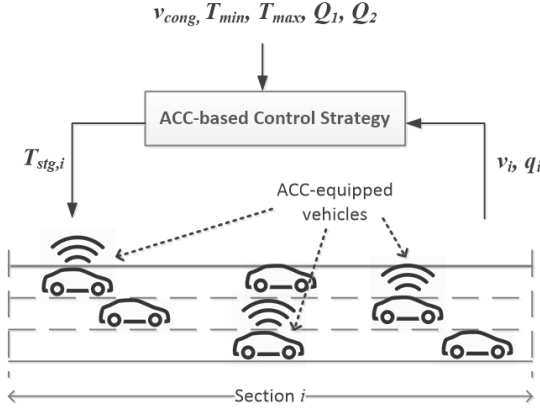 v_cong, T_min, T_max, Q_1, Q_2
ACC-based Control Strategy
T_stg,i
v_i, q_i
ACC-equipped
vehicles
Section i